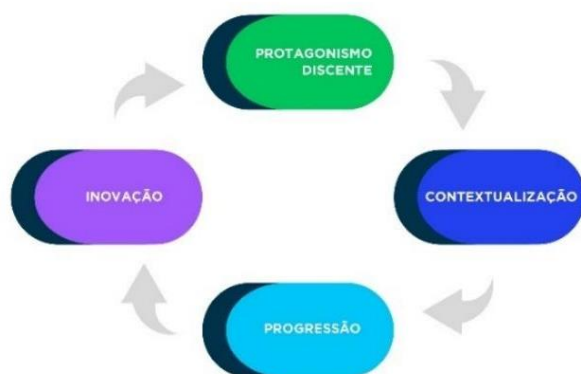 PROTAGONISMO
DISCENTE
CONTEXTUALIZAÇÃO
PROGRESSÃO
INOVAÇÃO